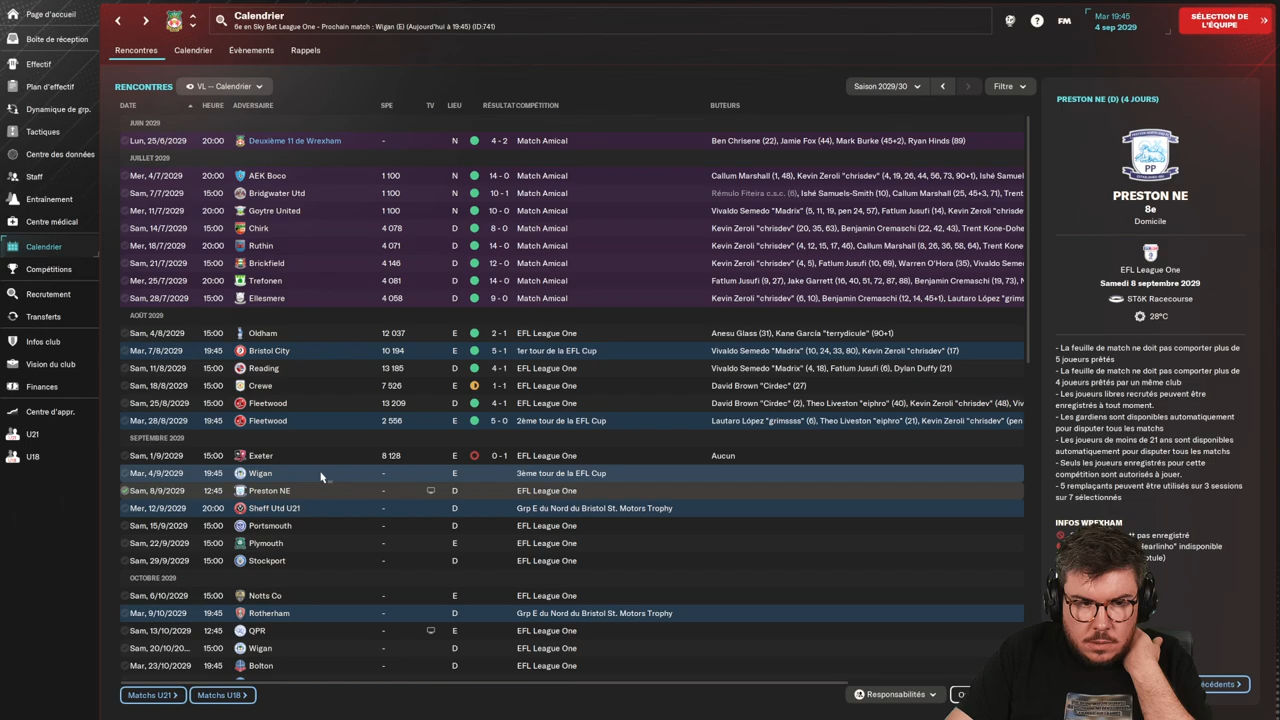 Page d'accueil
Boîte de réception
Effectif
Plan d'effectif
Dynamique de grp.
Tactiques
Centre des données
Staff
Entraînement
Centre médical
Calendrier
Compétitions
Recrutement
Transferts
Infos club
Vision du club
Finances
Centre d'appr.
U21
U18
Calendrier
6e en Sky Bet League One - Prochain match : Wigan (E) (Aujourd'hui à 19:45) (ID:741)
FM
Mar 19:45
4 sep 2029
SÉLECTION DE L'ÉQUIPE
Rencontres Calendrier Évènements Rappels
RENCONTRES VL -- Calendrier Saison 2029/30 Filtre
DATE HEURE ADVERSAIRE SPE TV LIEU RÉSULTAT COMPÉTITION BUTEURS
JUIN 2029
Lun, 25/6/2029 20:00 Deuxième 11 de Wrexham - N 4 - 2 Match Amical Ben Chrisene (22), Jamie Fox (44), Mark Burke (45+2), Ryan Hinds (89)
JUILLET 2029
Mer, 4/7/2029 20:00 AEK Boco 1 100 N 14 - 0 Match Amical Callum Marshall (1, 48), Kevin Zeroli "chrisdev" (4, 19, 26, 44, 56, 73, 90+1), Vi
Sam, 7/7/2029 15:00 Bridgwater Utd 1 100 N 10 - 1 Match Amical Rémulo Fiteira c.s.c. (6), Ishé Samuels-Smith (10), Callum Marshall (25, 45+3, 71), Trent
Mer, 11/7/2029 20:00 Goytre United 1 100 N 10 - 0 Match Amical Vivaldo Semedo "Madrix" (5, 11, 19, pen 24, 57), Fatlum Jusufi (14), Kevin Zeroli "chrisde
Sam, 14/7/2029 15:00 Chirk 4 078 D 8 - 0 Match Amical Kevin Zeroli "chrisdev" (20, 35, 63), Benjamin Cremaschi (22, 42, 43), Trent Kone-Dohe
Mer, 18/7/2029 20:00 Ruthin 4 071 D 14 - 0 Match Amical Kevin Zeroli "chrisdev" (4, 12, 15, 17, 46), Callum Marshall (8, 26, 36, 58, 64), Trent Kone
Sam, 21/7/2029 15:00 Brickfield 4 146 D 12 - 0 Match Amical Kevin Zeroli "chrisdev" (4, 5), Fatlum Jusufi (10, 69), Warren O'Hora (35), Vivaldo Seme
Mer, 25/7/2029 20:00 Trefonen 4 081 D 14 - 0 Match Amical Fatlum Jusufi (9, 27), Jake Garrett (16, 40, 51, 72, 87, 88), Benjamin Cremaschi (19, 73), N
Sam, 28/7/2029 15:00 Ellesmere 4 058 D 9 - 0 Match Amical Kevin Zeroli "chrisdev" (6, 10), Benjamin Cremaschi (12, 14, 45+1), Lautaro López "grims
AOÛT 2029
Sam, 4/8/2029 15:00 Oldham 12 037 E 2 - 1 EFL League One Anesu Glass (31), Kane García "terrydicule" (90+1)
Mar, 7/8/2029 19:45 Bristol City 10 194 E 5 - 1 1er tour de la EFL Cup Vivaldo Semedo "Madrix" (10, 24, 33, 80), Kevin Zeroli "chrisdev" (17)
Sam, 11/8/2029 15:00 Reading 13 185 D 4 - 1 EFL League One Vivaldo Semedo "Madrix" (4, 18), Fatlum Jusufi (6), Dylan Duffy (21)
Sam, 18/8/2029 15:00 Crewe 7 526 E 1 - 1 EFL League One David Brown "Cirdec" (27)
Sam, 25/8/2029 15:00 Fleetwood 13 209 D 4 - 1 EFL League One David Brown "Cirdec" (2), Theo Liveston "eiphro" (40), Kevin Zeroli "chrisdev" (48), Viv
Mar, 28/8/2029 19:45 Fleetwood 2 556 E 5 - 0 2ème tour de la EFL Cup Lautaro López "grimsss" (6), Theo Liveston "eiphro" (21), Kevin Zeroli "chrisdev" (pen
SEPTEMBRE 2029
Sam, 1/9/2029 15:00 Exeter 8 128 E 0 - 1 EFL League One Aucun
Mar, 4/9/2029 19:45 Wigan - E 3ème tour de la EFL Cup
Sam, 8/9/2029 12:45 Preston NE - D EFL League One
Mer, 12/9/2029 20:00 Sheff Utd U21 - D Grp E du Nord du Bristol St. Motors Trophy
Sam, 15/9/2029 15:00 Portsmouth - D EFL League One
Sam, 22/9/2029 15:00 Plymouth - E EFL League One
Sam, 29/9/2029 15:00 Stockport - D EFL League One
OCTOBRE 2029
Sam, 6/10/2029 15:00 Notts Co - E EFL League One
Mar, 9/10/2029 19:45 Rotherham - D Grp E du Nord du Bristol St. Motors Trophy
Sam, 13/10/2029 12:45 QPR - E EFL League One
Sam, 20/10/20... 15:00 Wigan - D EFL League One
Mar, 23/10/2029 19:45 Bolton - D EFL League One
Matchs U21 Matchs U18 Responsabilités
PRESTON NE (D) (4 JOURS)
PP
PRESTON NE
8e
Domicile
EFL League One
Samedi 8 septembre 2029
STōK Racecourse
28°C
- La feuille de match ne doit pas comporter plus de 5 joueurs prêtés
- La feuille de match ne doit pas comporter plus de 4 joueurs prêtés par un même club
- Les joueurs libres recrutés peuvent être enregistrés à tout moment.
- Les gardiens sont disponibles automatiquement pour disputer tous les matchs
- Les joueurs de moins de 21 ans sont disponibles automatiquement pour disputer tous les matchs
- Seuls les joueurs enregistrés pour cette compétition sont autorisés à jouer.
- 5 remplaçants peuvent être utilisés sur 3 sessions sur 7 sélectionnés
INFOS WREXHAM
pas enregistré
indisponible